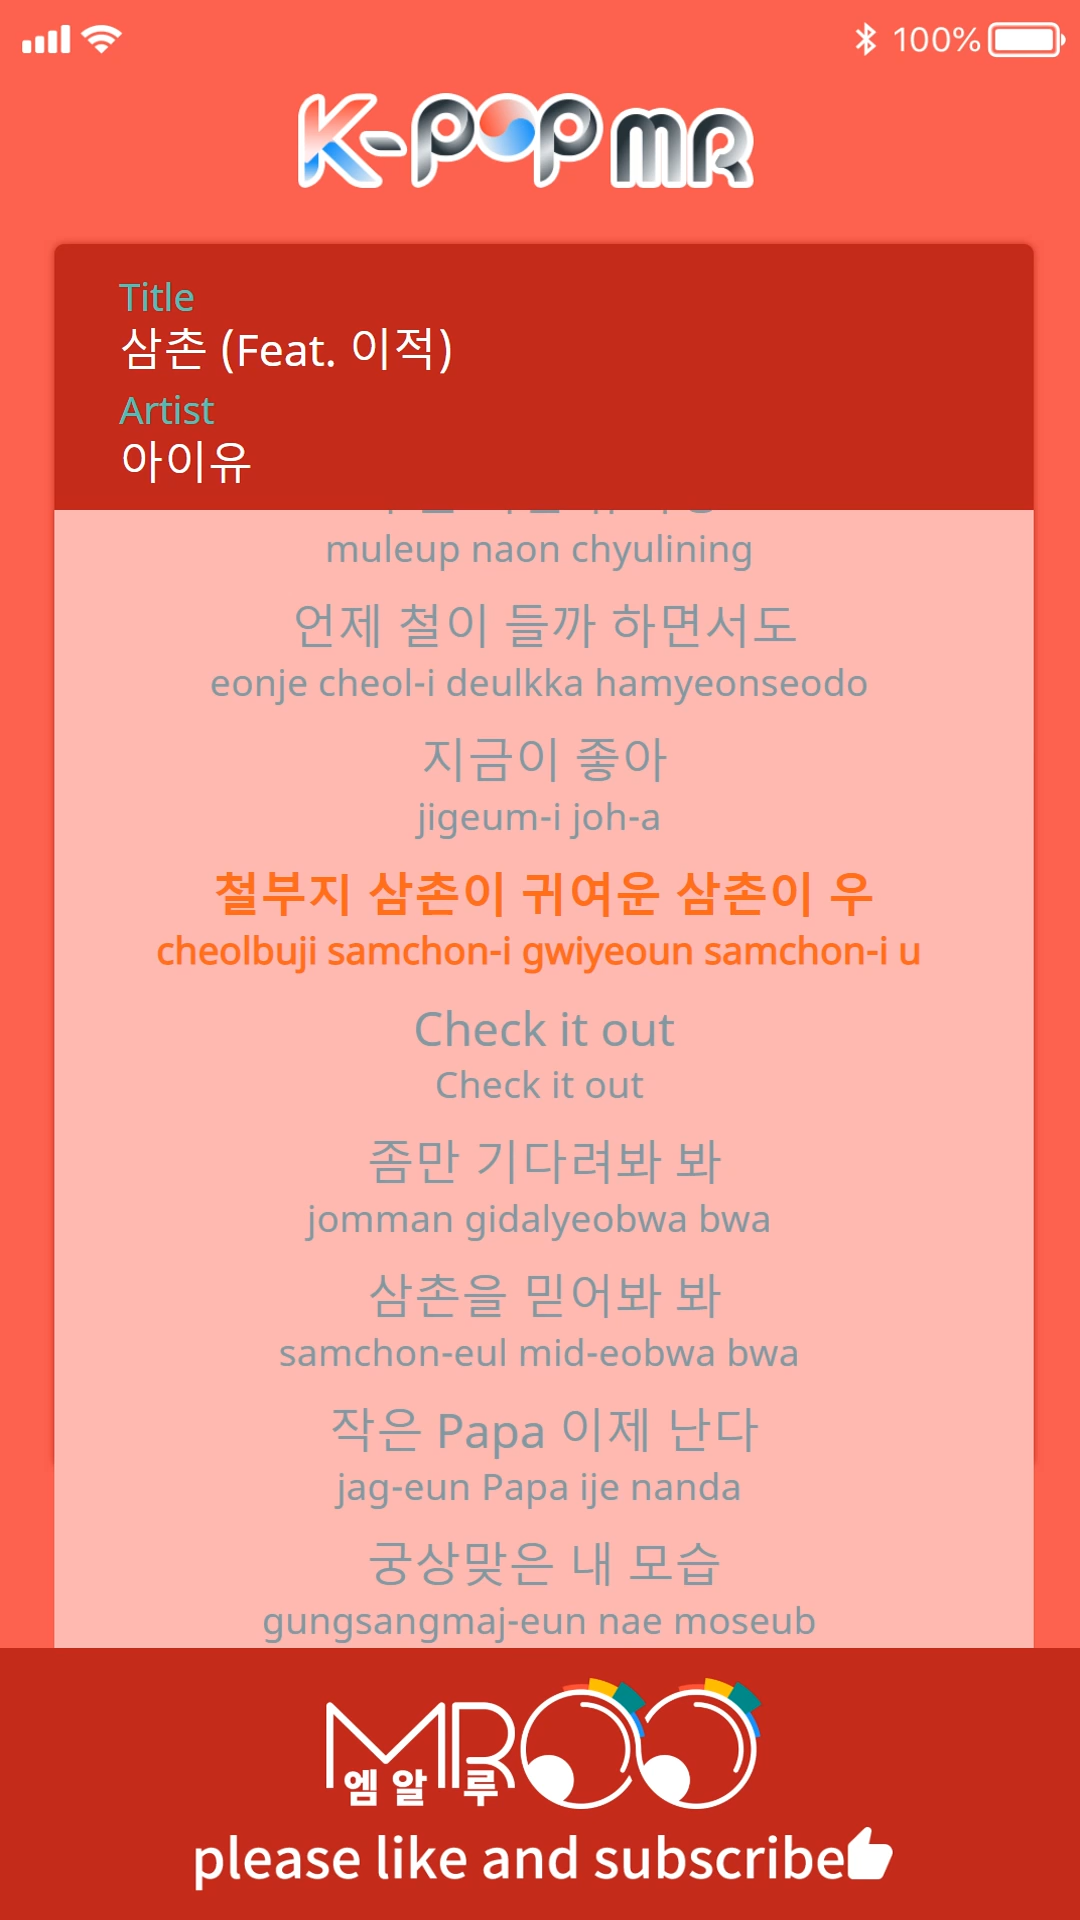 100%
K-POP MR
Title
삼촌 (Feat. 이적)
Artist
아이유
muleup naon chyulining
언제 철이 들까 하면서도
eonje cheol-i deulkka hamyeonseodo
지금이 좋아
jigeum-i joh-a
철부지 삼촌이 귀여운 삼촌이 우
cheolbuji samchon-i gwiyeoun samchon-i u
Check it out
Check it out
좀만 기다려봐 봐
jomman gidalyeobwa bwa
삼촌을 믿어봐 봐
samchon-eul mid-eobwa bwa
작은 Papa 이제 난다
jag-eun Papa ije nanda
궁상맞은 내 모습
gungsangmaj-eun nae moseub
MROO
엠 알 루
please like and subscribe